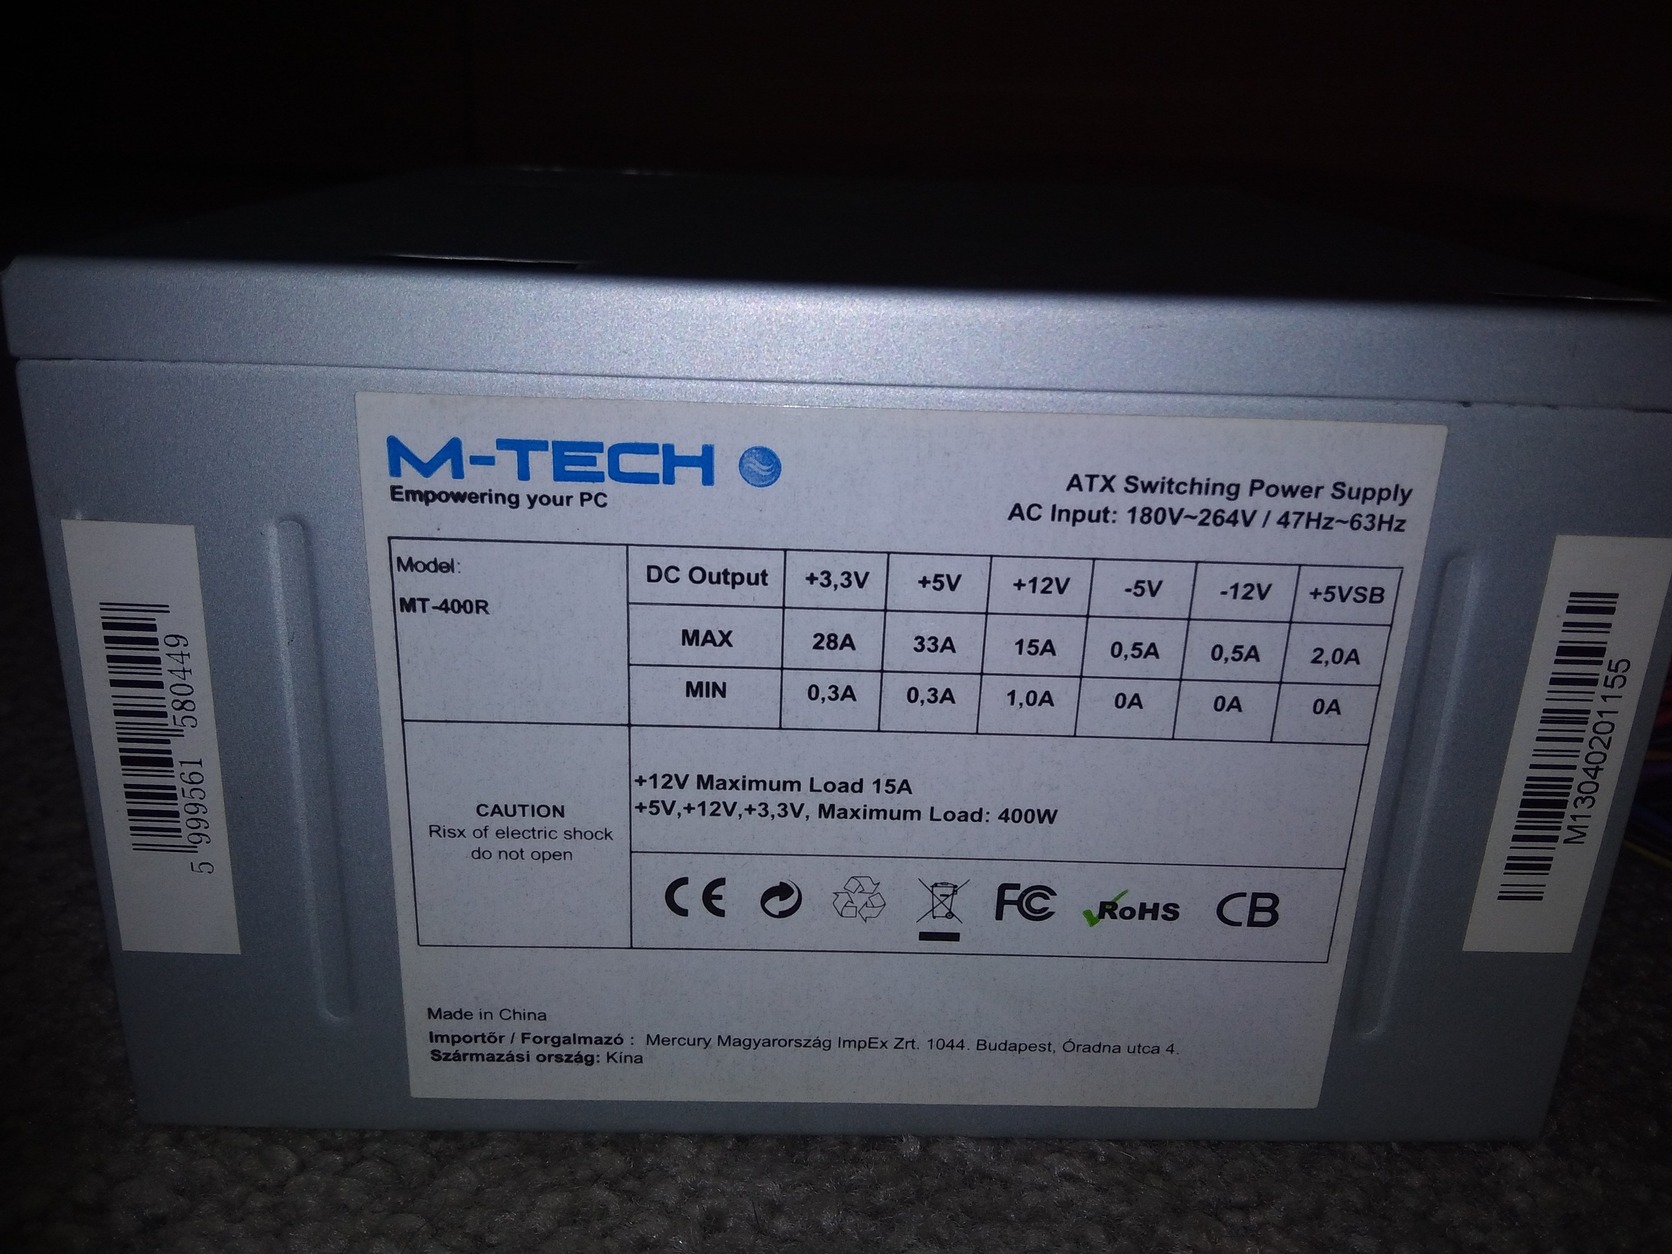 M-TECH
Empowering your PC
ATX Switching Power Supply
AC Input: 180V~264V / 47Hz~63Hz
Model:
MT-400R
DC Output +3,3V +5V +12V -5V -12V +5VSB
MAX 28A 33A 15A 0,5A 0,5A 2,0A
MIN 0,3A 0,3A 1,0A 0A 0A 0A
+12V Maximum Load 15A
+5V,+12V,+3,3V, Maximum Load: 400W
CAUTION
Risx of electric shock
do not open
CE FC RoHS CB
Made in China
Importőr / Forgalmazó : Mercury Magyarország ImpEx Zrt. 1044. Budapest, Óradna utca 4.
Származási ország: Kína
5 999561 580449
M13040201155